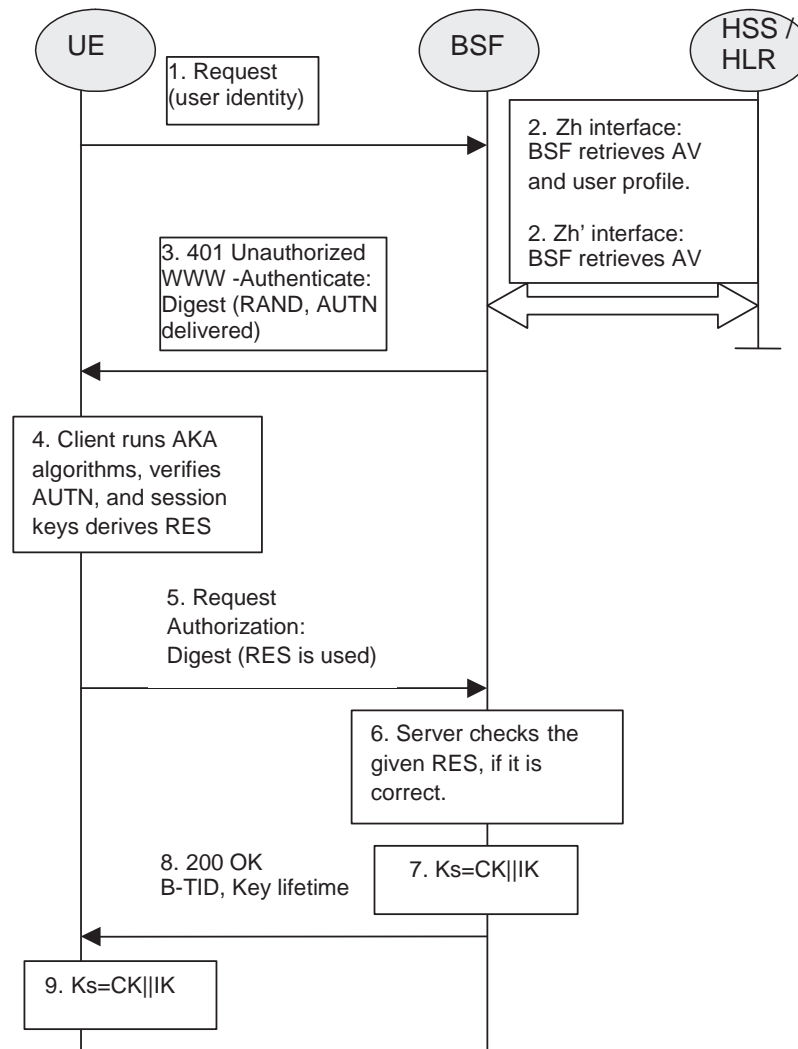 UE
BSF
HSS /
HLR
1. Request
(user identity)
2. Zh interface:
BSF retrieves AV
and user profile.
2. Zh’ interface:
BSF retrieves AV
3. 401 Unauthorized
WWW -Authenticate:
Digest (RAND, AUTN
delivered)
4. Client runs AKA
algorithms, verifies
AUTN, and session
keys derives RES
5. Request
Authorization:
Digest (RES is used)
6. Server checks the
given RES, if it is
correct.
7. Ks=CK||IK
8. 200 OK
B-TID, Key lifetime
9. Ks=CK||IK